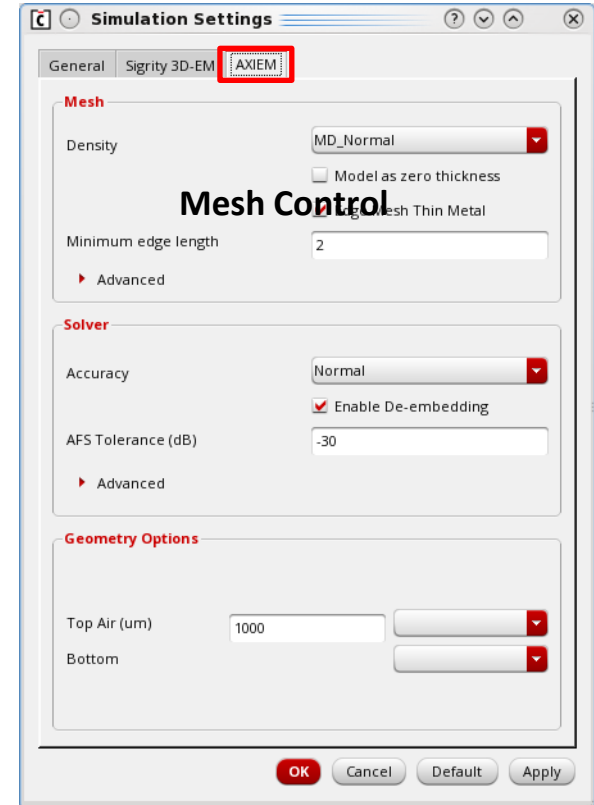 Simulation Settings
General Sigrity 3D-EM AXIEM
Mesh
Density MD_Normal
Model as zero thickness
Mesh Control
Edge Mesh Thin Metal
Minimum edge length 2
Advanced
Solver
Accuracy Normal
Enable De-embedding
AFS Tolerance (dB) -30
Advanced
Geometry Options
Top Air (um) 1000
Bottom
OK Cancel Default Apply